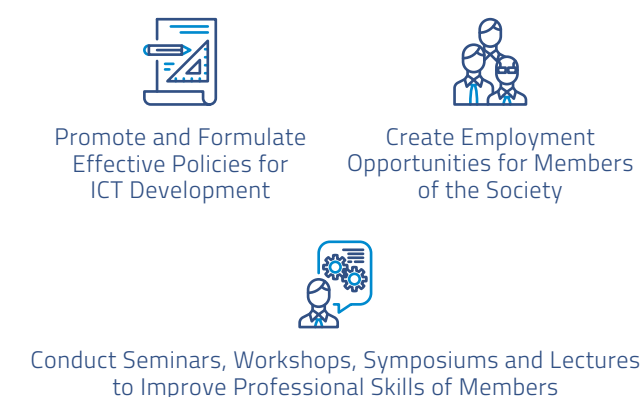 Promote and Formulate
Effective Policies for
ICT Development
Create Employment
Opportunities for Members
of the Society
Conduct Seminars, Workshops, Symposiums and Lectures
to Improve Professional Skills of Members